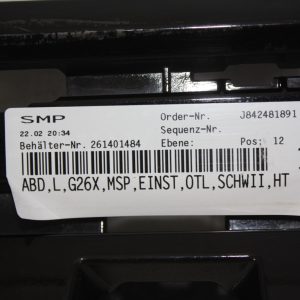 SMP
Order-Nr. J842481891
22.02 20:34
Sequenz-Nr.
Behälter-Nr. 261401484 Ebene: Pos: 12
ABD,L,G26X,MSP,EINST,OTL,SCHWII,HT